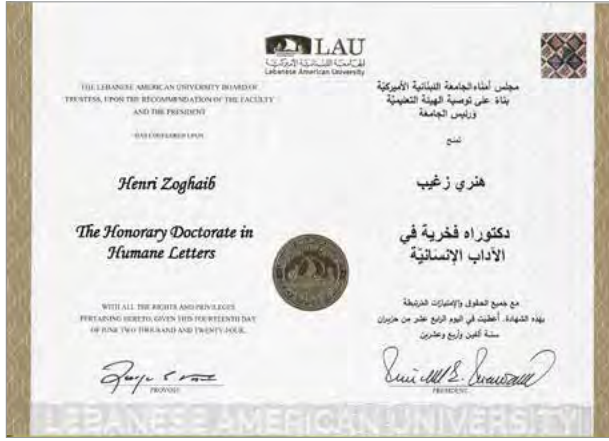 LAU
الجامعة اللبنانية الأميركية
Lebanese American University
THE LEBANESE AMERICAN UNIVERSITY BOARD OF
TRUSTESS, UPON THE RECOMMENDATION OF THE FACULTY
AND THE PRESIDENT
HAS CONFERRED UPON
Henri Zoghaib
The Honorary Doctorate in
Humane Letters
WITH ALL THE RIGHTS AND PRIVILEGES
PERTAINING HERETO, GIVEN THIS FOURTEENTH DAY
OF JUNE TWO THOUSAND AND TWENTY-FOUR.
PROVOST
مجلس أمناء الجامعة اللبنانية الأميركيّة
بناءً على توصية الهيئة التعليميّة
ورئيس الجامعة
تمنح
هنري زغيب
دكتوراه فخرية في
الآداب الإنسانيّة
مع جميع الحقوق والإمتيازات المرتبطة
بهذه الشهادة. أعطيت في اليوم الرابع عشر من حزيران
سنة ألفين وأربع وعشرين
PRESIDENT
LEBANESE AMERICAN UNIVERSITY